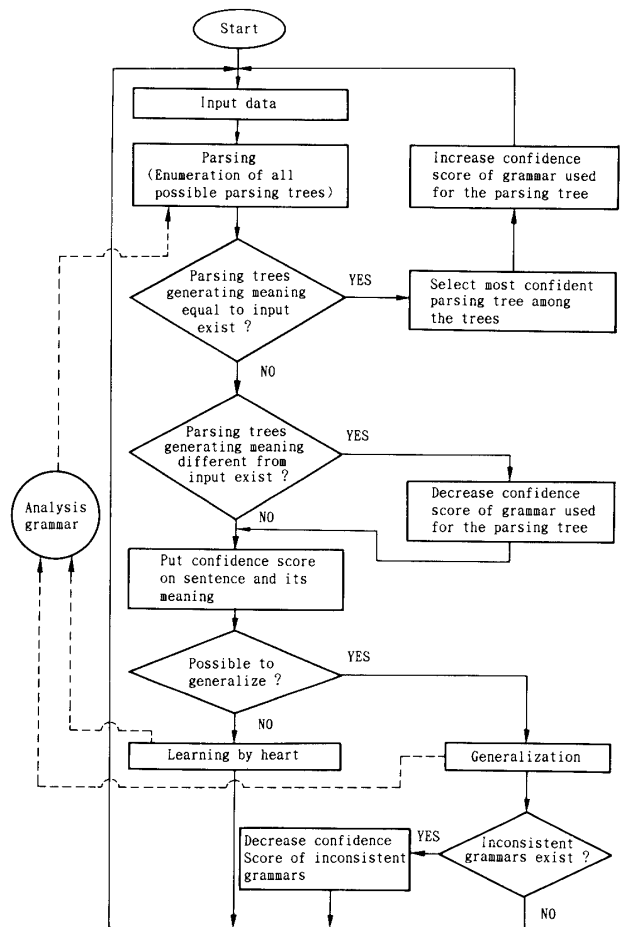 Start
Input data
Parsing
(Enumeration of all
possible parsing trees)
Increase confidence
score of grammar used
for the parsing tree
Parsing trees
generating meaning
equal to input
exist ?
YES
Select most confident
parsing tree among
the trees
NO
Parsing trees
generating meaning
different from
input exist ?
YES
Decrease confidence
score of grammar used
for the parsing tree
NO
Analysis
grammar
Put confidence score
on sentence and its
meaning
Possible to
generalize ?
YES
NO
Learning by heart
Generalization
Decrease confidence
Score of inconsistent
grammars
YES
Inconsistent
grammars exist ?
NO